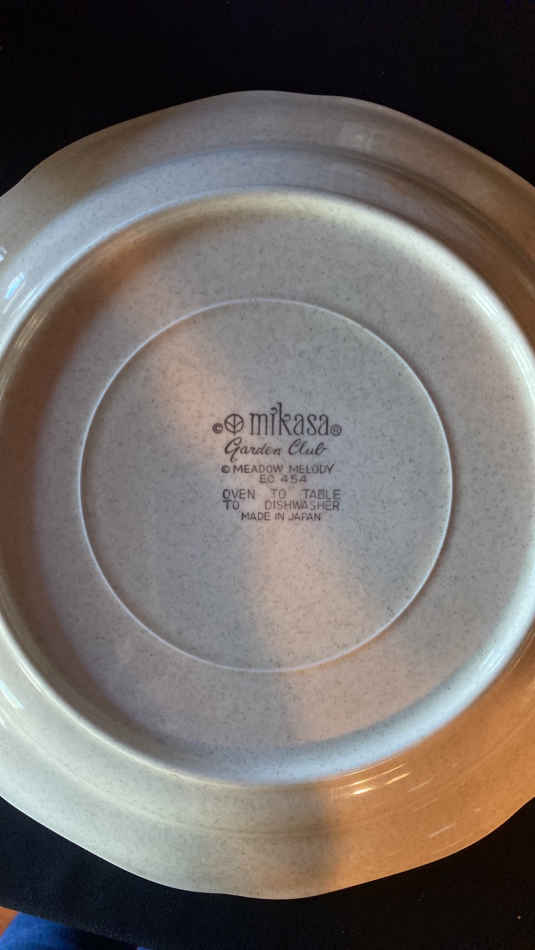 © mikasa ®
Garden Club
© MEADOW MELODY
EC 454
OVEN TO TABLE
TO DISHWASHER
MADE IN JAPAN